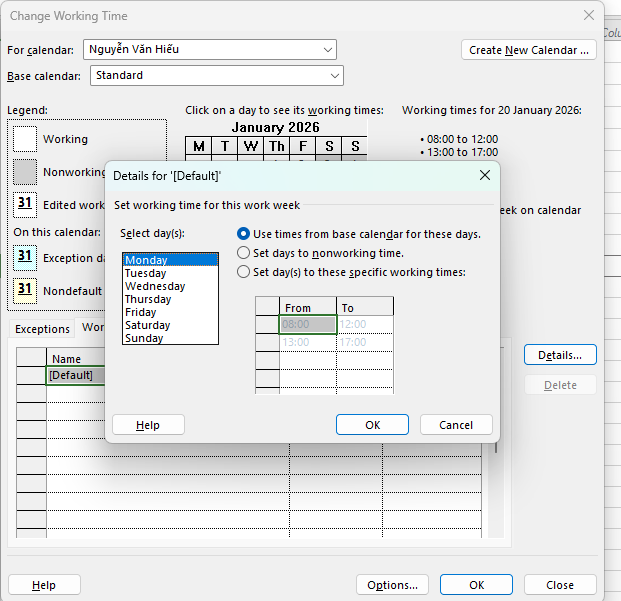 Change Working Time
For calendar: Nguyễn Văn Hiếu
Create New Calendar ...
Base calendar: Standard
Legend:
Click on a day to see its working times:
Working times for 20 January 2026:
Working
January 2026
M T W Th F S S
• 08:00 to 12:00
• 13:00 to 17:00
Nonworking
31 Edited work
eek on calendar
On this calendar:
31 Exception da
31 Nondefault
Details for '[Default]'
Set working time for this work week
Select day(s):
Use times from base calendar for these days.
Set days to nonworking time.
Set day(s) to these specific working times:
Monday
Tuesday
Wednesday
Thursday
Friday
Saturday
Sunday
From To
08:00 12:00
13:00 17:00
Help
OK
Cancel
Exceptions Wor
Name
[Default]
Details...
Delete
Help
Options...
OK
Close